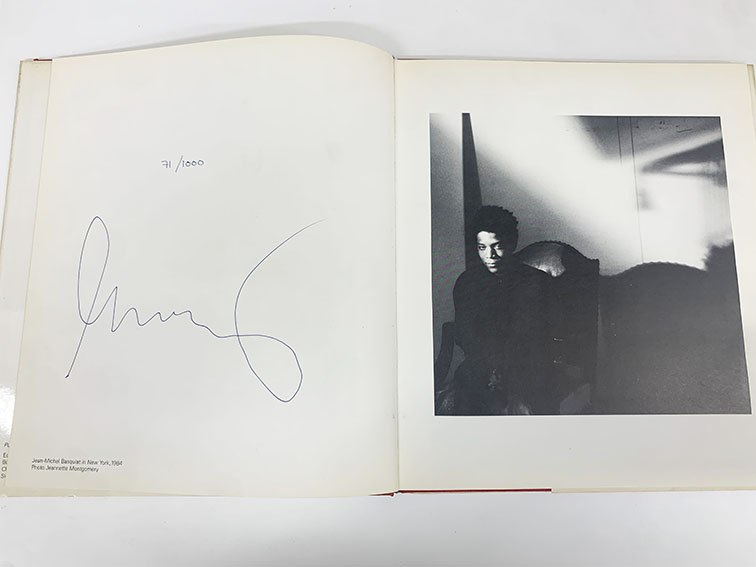 71/1000
Jean-Michel Basquiat in New York, 1984
Photo Jeannette Montgomery